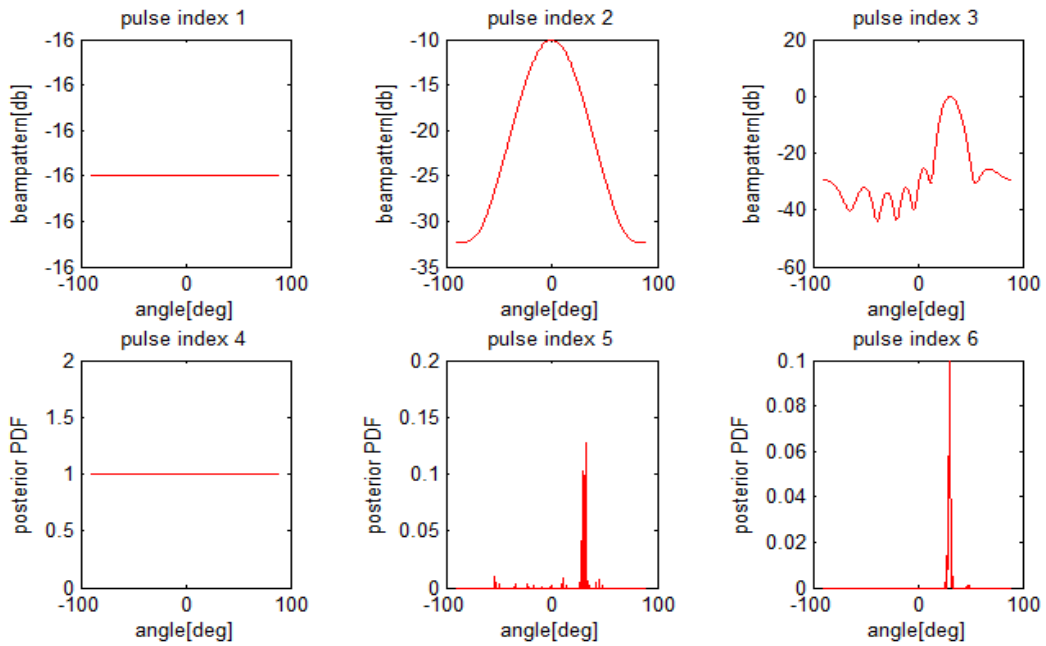 pulse index 1
-16
-16
-16
-16
-16
-16
-100
0
100
beampattern[db]
angle[deg]
pulse index 2
-10
-15
-20
-25
-30
-35
-100
0
100
beampattern[db]
angle[deg]
pulse index 3
20
0
-20
-40
-60
-100
0
100
beampattern[db]
angle[deg]
pulse index 4
2
1.5
1
0.5
0
-100
0
100
posterior PDF
angle[deg]
pulse index 5
0.2
0.15
0.1
0.05
0
-100
0
100
posterior PDF
angle[deg]
pulse index 6
0.1
0.08
0.06
0.04
0.02
0
-100
0
100
posterior PDF
angle[deg]